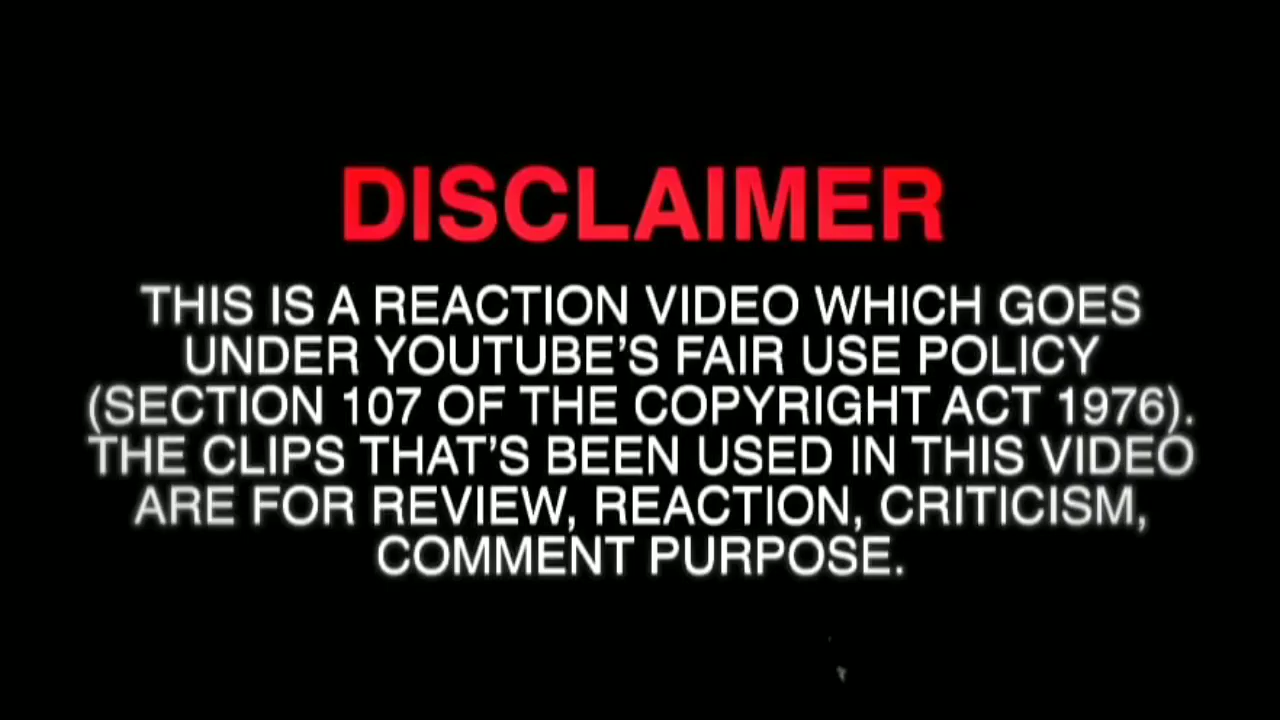 DISCLAIMER
THIS IS A REACTION VIDEO WHICH GOES
UNDER YOUTUBE’S FAIR USE POLICY
(SECTION 107 OF THE COPYRIGHT ACT 1976).
THE CLIPS THAT’S BEEN USED IN THIS VIDEO
ARE FOR REVIEW, REACTION, CRITICISM,
COMMENT PURPOSE.